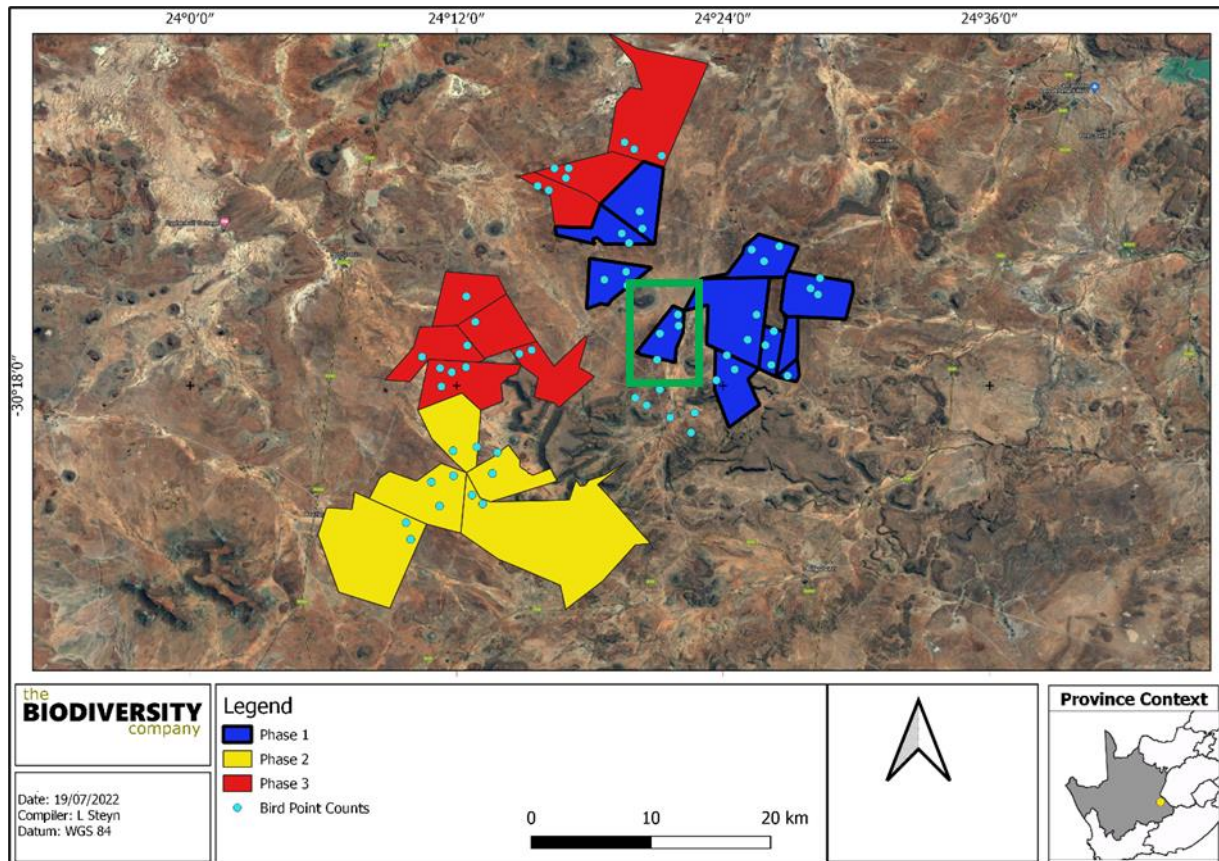 24°0'0" 24°12'0" 24°24'0" 24°36'0"
-30°18'0"
the
BIODIVERSITY
company
Date: 19/07/2022
Compiler: L Steyn
Datum: WGS 84
Legend
Phase 1
Phase 2
Phase 3
Bird Point Counts
0 10 20 km
Province Context